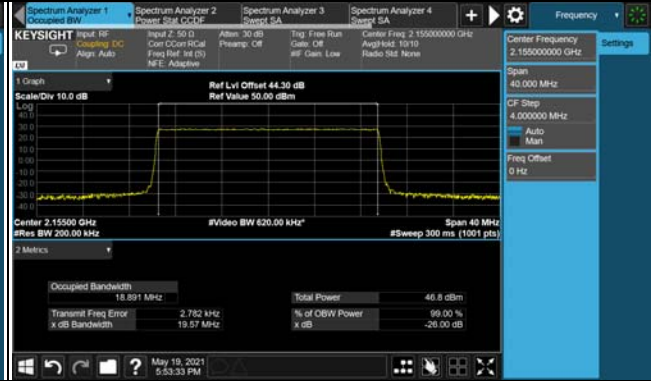 Spectrum Analyzer 1
Occupied BW
Spectrum Analyzer 2
Power Stat CCDF
Spectrum Analyzer 3
Swept SA
Spectrum Analyzer 4
Swept SA
Frequency
KEYSIGHT
Input: RF
Coupling: DC
Align: Auto
Input Z: 50 Ω
Corr CCorr RCal
Freq Ref: Int (S)
NFE: Adaptive
Atten: 30 dB
Preamp: Off
Trig: Free Run
Gate: Off
#IF Gain: Low
Center Freq: 2.155000000 GHz
Avg|Hold: 10/10
Radio Std: None
Center Frequency
2.155000000 GHz
Settings
Span
40.000 MHz
CF Step
4.000000 MHz
Auto
Man
Freq Offset
0 Hz
1 Graph
Scale/Div 10.0 dB
Ref Lvl Offset 44.30 dB
Ref Value 50.00 dBm
Log
40.0
30.0
20.0
10.0
0.00
-10.0
-20.0
-30.0
-40.0
Center 2.15500 GHz
#Res BW 200.00 kHz
#Video BW 620.00 kHz*
Span 40 MHz
#Sweep 300 ms (1001 pts)
2 Metrics
Occupied Bandwidth
18.891 MHz
Total Power
46.8 dBm
Transmit Freq Error
2.782 kHz
% of OBW Power
99.00 %
x dB Bandwidth
19.57 MHz
x dB
-26.00 dB
May 19, 2021
5:53:33 PM